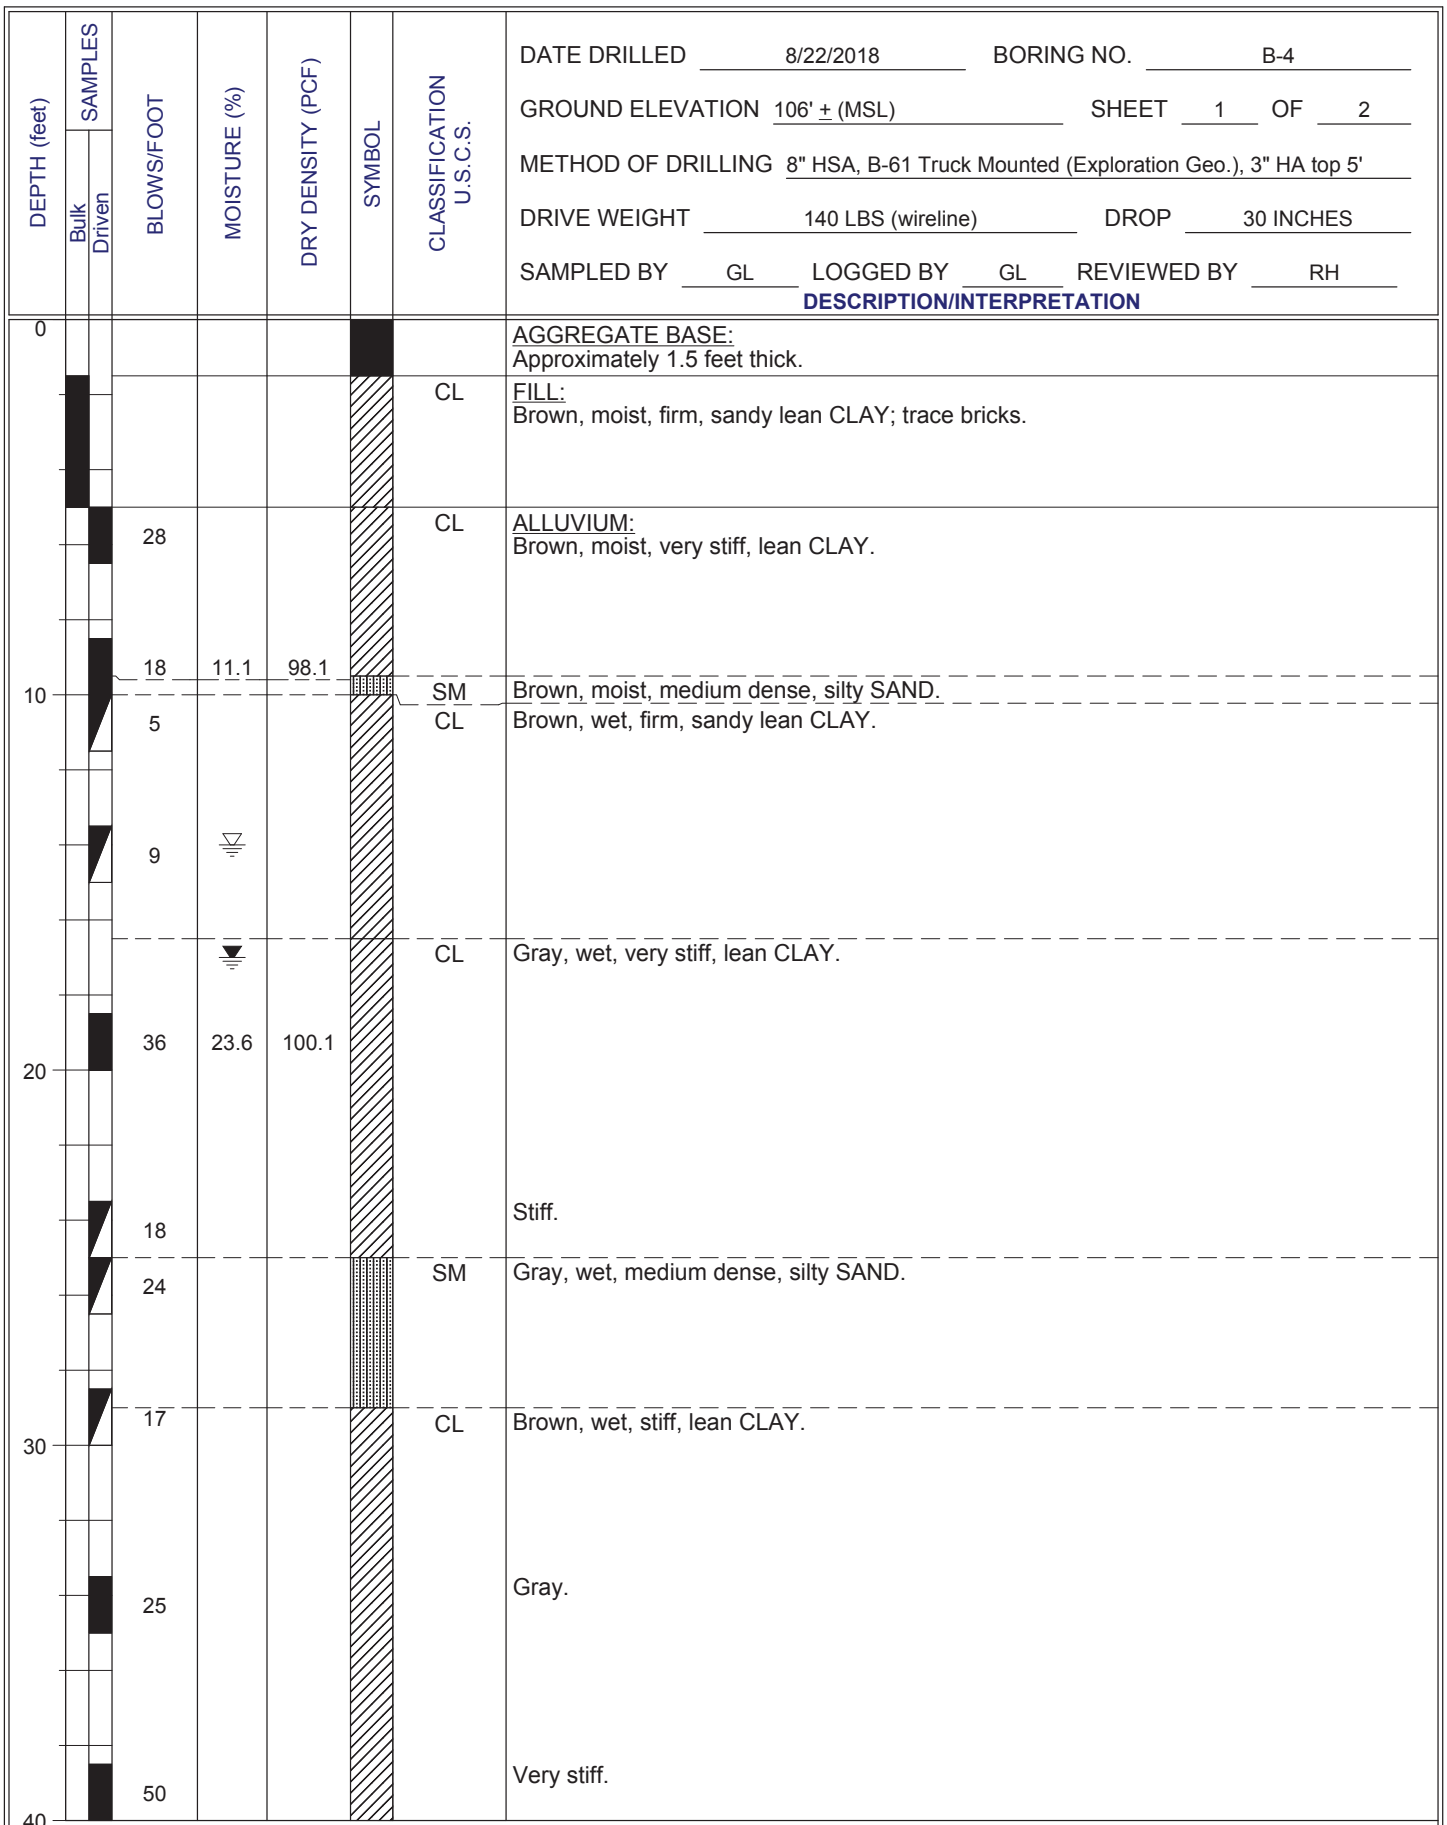 DEPTH (feet)
SAMPLES
Bulk
Driven
BLOWS/FOOT
MOISTURE (%)
DRY DENSITY (PCF)
SYMBOL
CLASSIFICATION
U.S.C.S.
DATE DRILLED 8/22/2018 BORING NO. B-4
GROUND ELEVATION 106' ± (MSL) SHEET 1 OF 2
METHOD OF DRILLING 8" HSA, B-61 Truck Mounted (Exploration Geo.), 3" HA top 5'
DRIVE WEIGHT 140 LBS (wireline) DROP 30 INCHES
SAMPLED BY GL LOGGED BY GL REVIEWED BY RH
DESCRIPTION/INTERPRETATION
0 AGGREGATE BASE:
Approximately 1.5 feet thick.
CL FILL:
Brown, moist, firm, sandy lean CLAY; trace bricks.
CL ALLUVIUM:
28 Brown, moist, very stiff, lean CLAY.
18 11.1 98.1
10 SM Brown, moist, medium dense, silty SAND.
5 CL Brown, wet, firm, sandy lean CLAY.
9
CL Gray, wet, very stiff, lean CLAY.
36 23.6 100.1
20
Stiff.
18
SM Gray, wet, medium dense, silty SAND.
24
17 CL Brown, wet, stiff, lean CLAY.
30
Gray.
25
Very stiff.
50
40